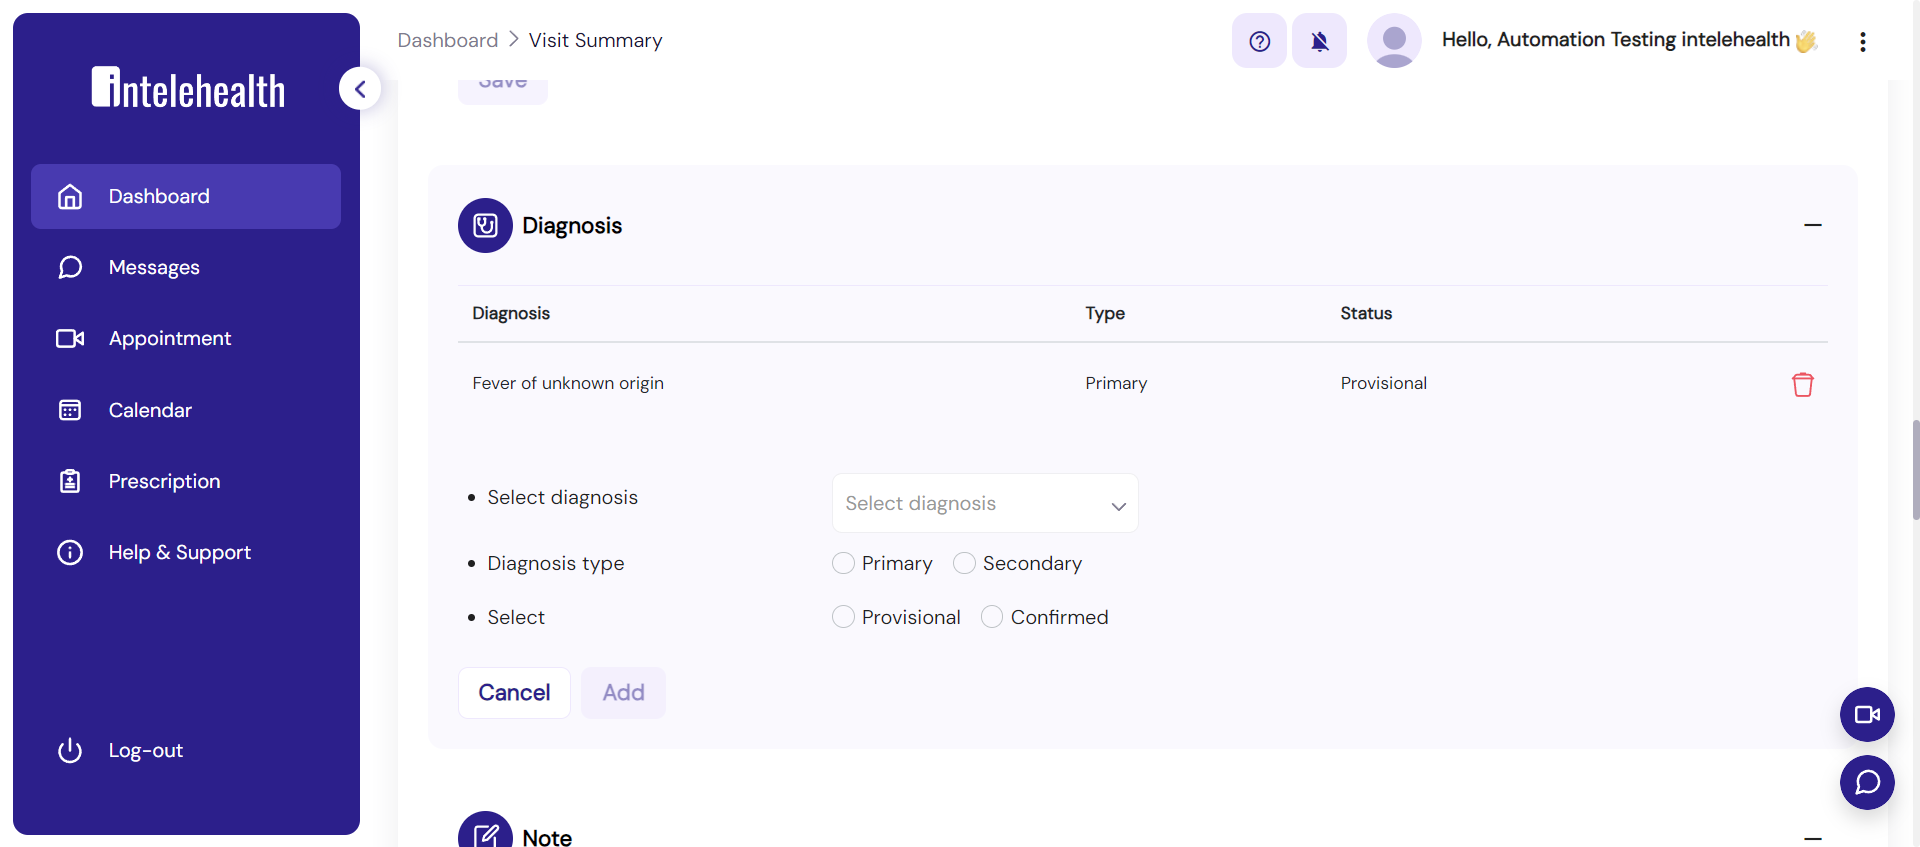 intelehealth
Dashboard
Messages
Appointment
Calendar
Prescription
Help & Support
Log-out
Dashboard > Visit Summary
Hello, Automation Testing intelehealth 👋
Save
Diagnosis
Diagnosis Type Status
Fever of unknown origin Primary Provisional
• Select diagnosis Select diagnosis
• Diagnosis type Primary Secondary
• Select Provisional Confirmed
Cancel Add
Note